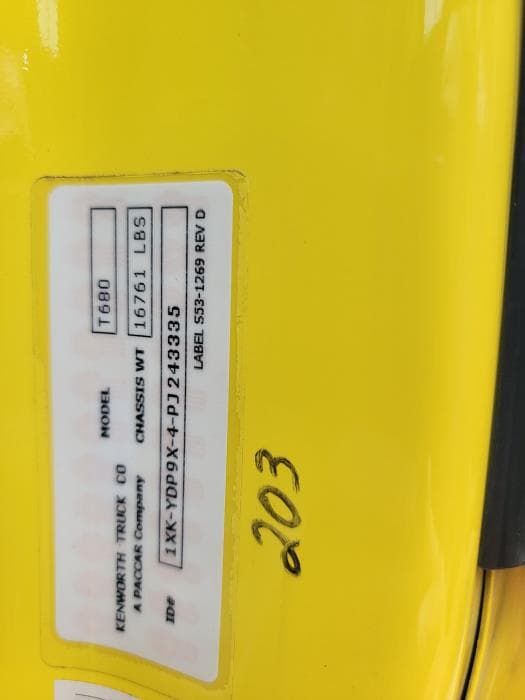 KENWORTH TRUCK CO MODEL T680
A PACCAR Company CHASSIS WT 16761 LBS
ID# 1XK-YDP9X-4-PJ243335
LABEL S53-1269 REV D
203